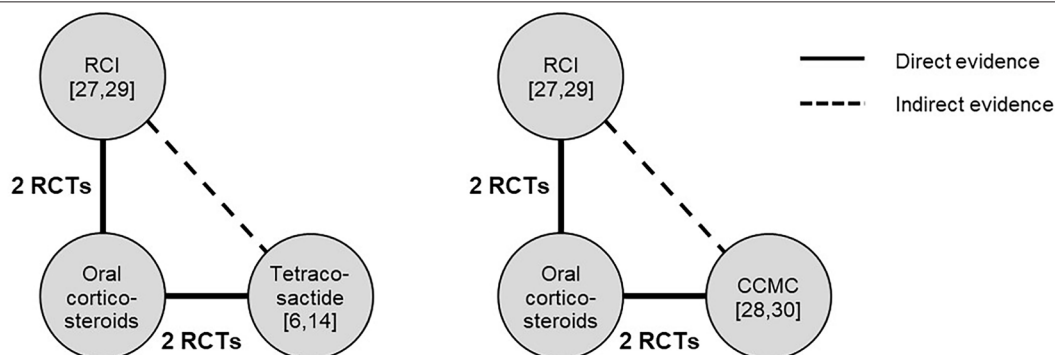 RCI
[27,29]
2 RCTs
Oral
cortico-
steroids
Tetraco-
sactide
[6,14]
2 RCTs
RCI
[27,29]
2 RCTs
Oral
cortico-
steroids
CCMC
[28,30]
2 RCTs
Direct evidence
Indirect evidence